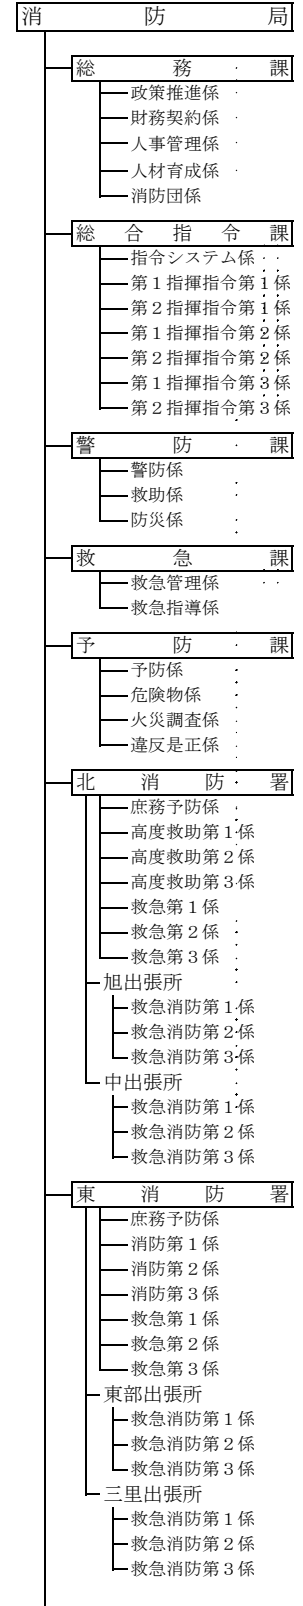 消防局
総務課
政策推進係
財務契約係
人事管理係
人材育成係
消防団係
総合指令課
指令システム係
第１指揮指令第１係
第２指揮指令第１係
第１指揮指令第２係
第２指揮指令第２係
第１指揮指令第３係
第２指揮指令第３係
警防課
警防係
救助係
防災係
救急課
救急管理係
救急指導係
予防課
予防係
危険物係
火災調査係
違反是正係
北消防署
庶務予防係
高度救助第１係
高度救助第２係
高度救助第３係
救急第１係
救急第２係
救急第３係
旭出張所
救急消防第１係
救急消防第２係
救急消防第３係
中出張所
救急消防第１係
救急消防第２係
救急消防第３係
東消防署
庶務予防係
消防第１係
消防第２係
消防第３係
救急第１係
救急第２係
救急第３係
東部出張所
救急消防第１係
救急消防第２係
救急消防第３係
三里出張所
救急消防第１係
救急消防第２係
救急消防第３係